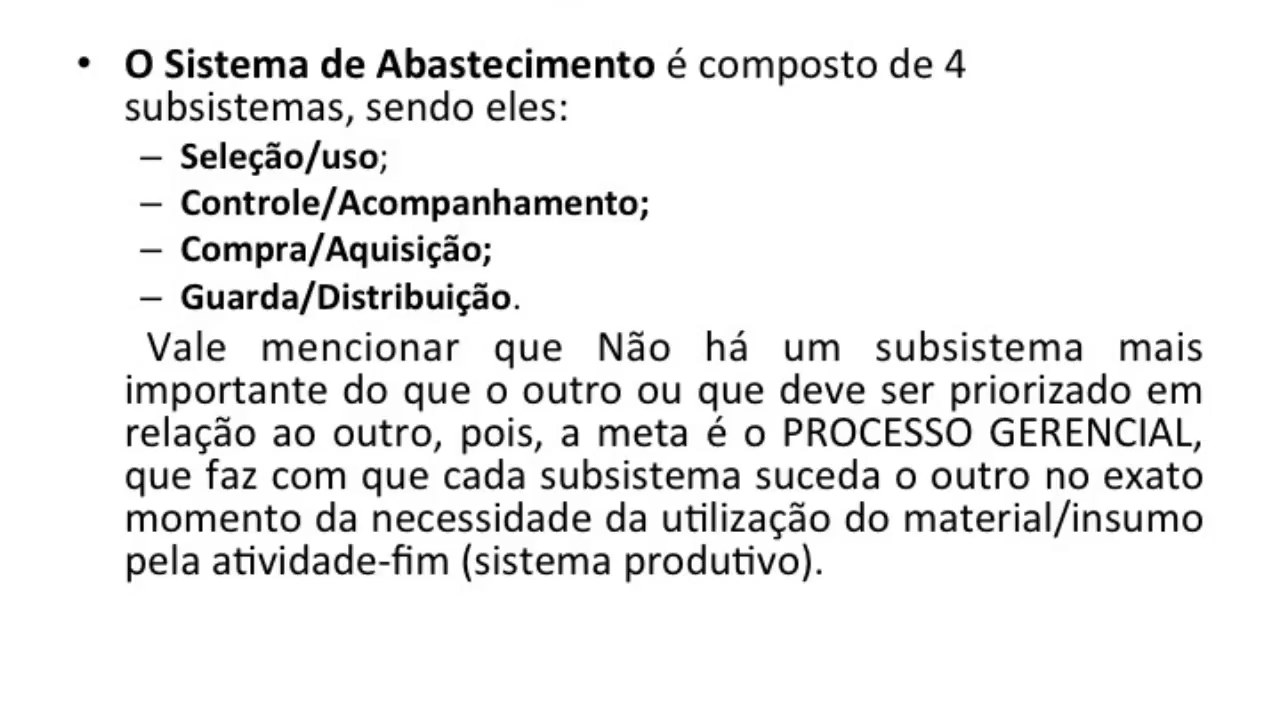 • O Sistema de Abastecimento é composto de 4
subsistemas, sendo eles:
– Seleção/uso;
– Controle/Acompanhamento;
– Compra/Aquisição;
– Guarda/Distribuição.
Vale mencionar que Não há um subsistema mais
importante do que o outro ou que deve ser priorizado em
relação ao outro, pois, a meta é o PROCESSO GERENCIAL,
que faz com que cada subsistema suceda o outro no exato
momento da necessidade da utilização do material/insumo
pela atividade-fim (sistema produtivo).